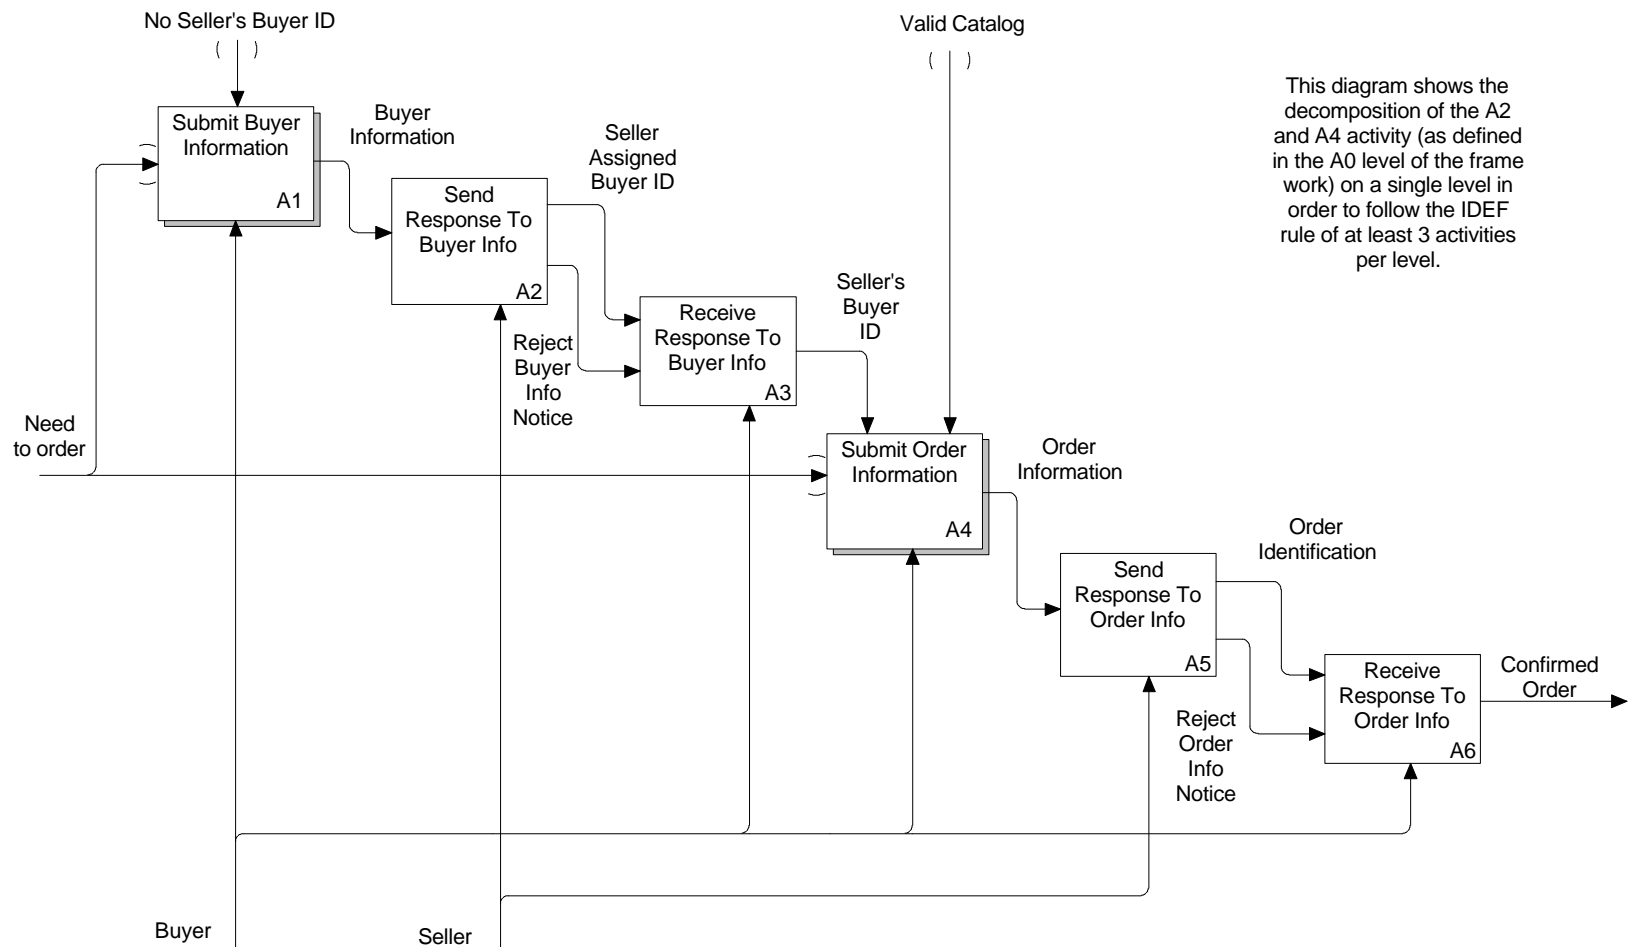 No Seller's Buyer ID
Valid Catalog
This diagram shows the
decomposition of the A2
and A4 activity (as defined
in the A0 level of the frame
work) on a single level in
order to follow the IDEF
rule of at least 3 activities
per level.
Submit Buyer
Information
A1
Buyer
Information
Send
Response To
Buyer Info
A2
Seller
Assigned
Buyer ID
Reject
Buyer
Info
Notice
Receive
Response To
Buyer Info
A3
Seller's
Buyer
ID
Need
to order
Submit Order
Information
A4
Order
Information
Send
Response To
Order Info
A5
Order
Identification
Reject
Order
Info
Notice
Receive
Response To
Order Info
A6
Confirmed
Order
Buyer
Seller